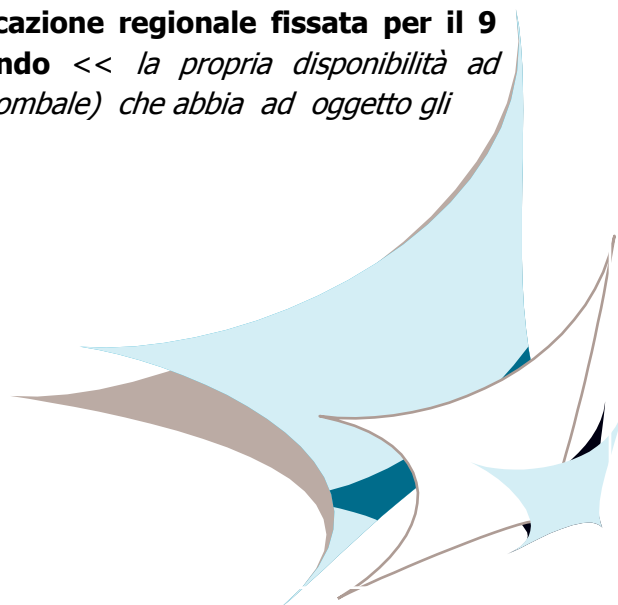 cazione regionale fissata per il 9
ndo << la propria disponibilità ad
ombale) che abbia ad oggetto gli